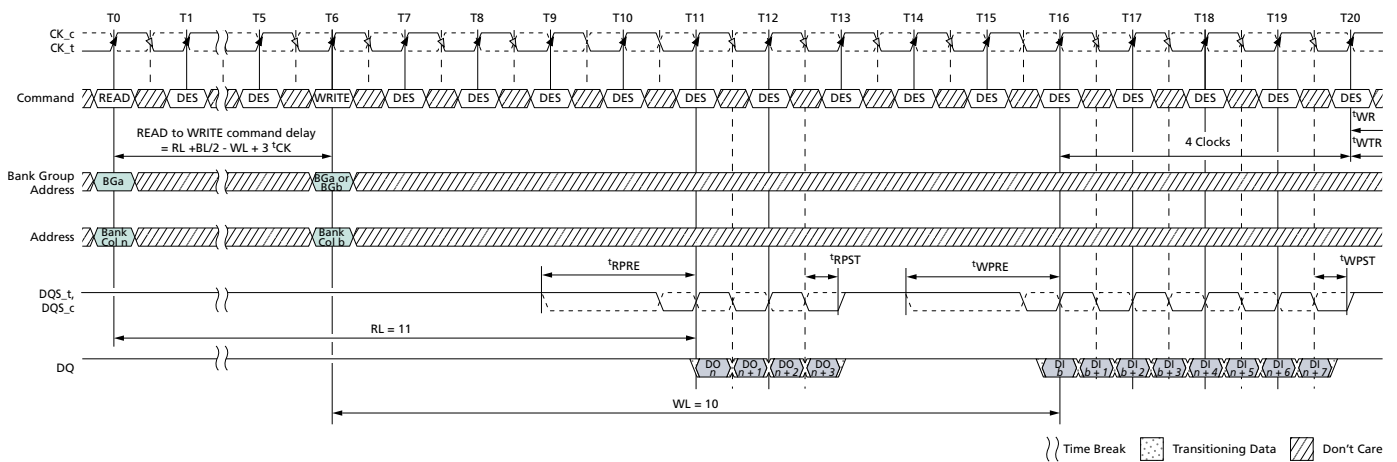 T0 T1 T5 T6 T7 T8 T9 T10 T11 T12 T13 T14 T15 T16 T17 T18 T19 T20
CK_c
CK_t
Command READ DES DES WRITE DES DES DES DES DES DES DES DES DES DES DES DES DES DES
tWR
READ to WRITE command delay
= RL +BL/2 - WL + 3 tCK
4 Clocks
tWTR
Bank Group
Address
BGa
BGa or
BGb
Address
Bank
Col n
Bank
Col b
tRPRE tRPST tWPRE tWPST
DQS_t,
DQS_c
RL = 11
DQ
DO
n
DO
n + 1
DO
n + 2
DO
n + 3
DI
b
DI
b + 1
DI
b + 2
DI
b + 3
DI
n + 4
DI
n + 5
DI
n + 6
DI
n + 7
WL = 10
Time Break Transitioning Data Don't Care